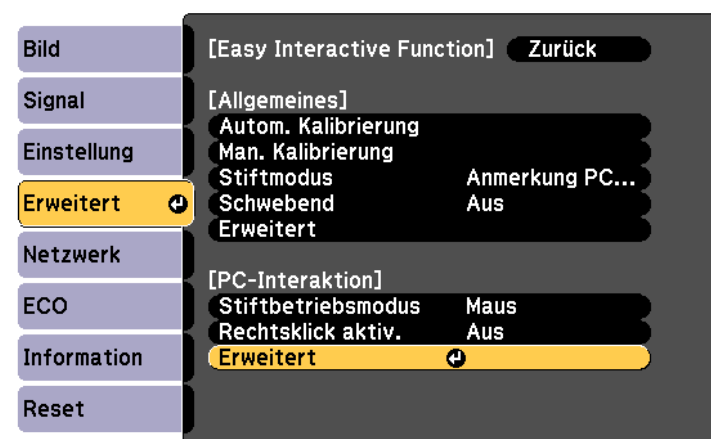 Bild
Signal
Einstellung
Erweitert
Netzwerk
ECO
Information
Reset
[Easy Interactive Function] Zurück
[Allgemeines]
Autom. Kalibrierung
Man. Kalibrierung
Stiftmodus Anmerkung PC...
Schwebend Aus
Erweitert
[PC-Interaktion]
Stiftbetriebsmodus Maus
Rechtsklick aktiv. Aus
Erweitert